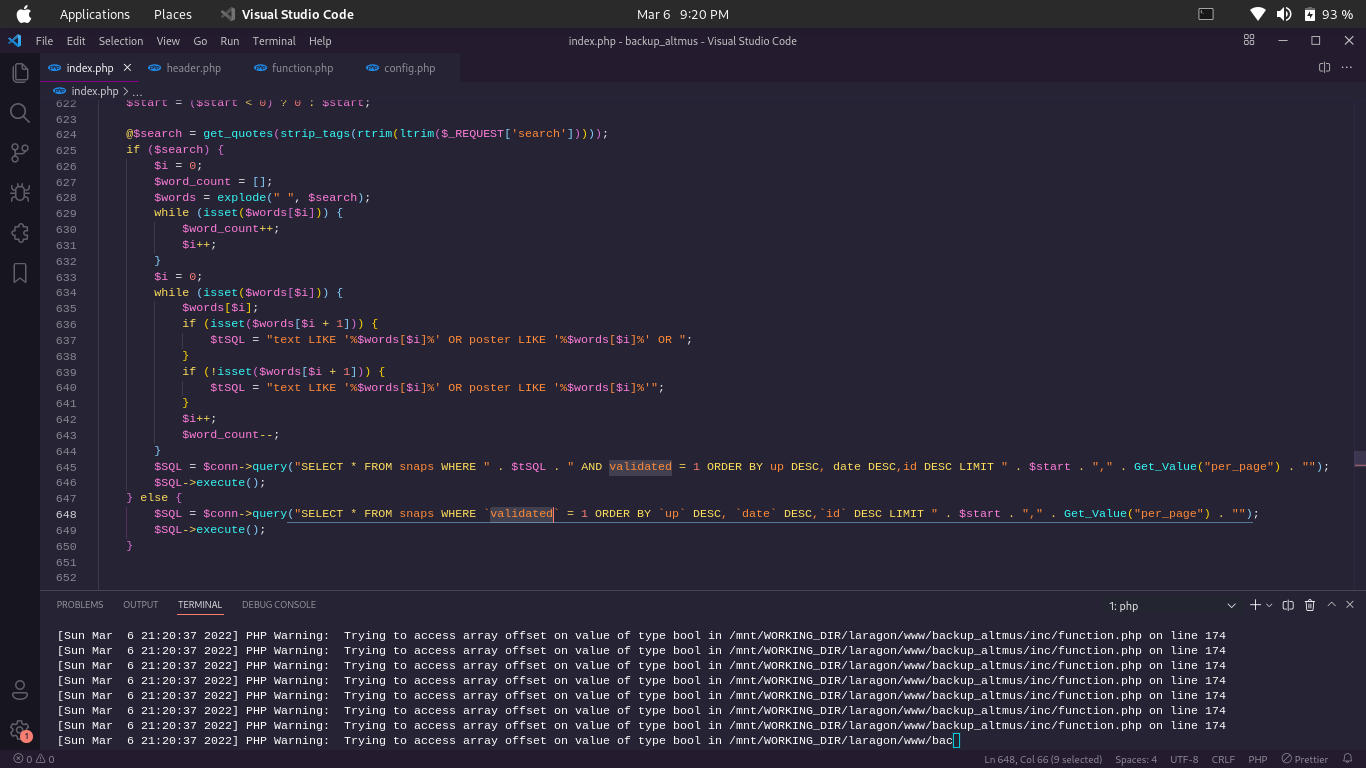 Applications Places Visual Studio Code Mar 6 9:20 PM 93 %
File Edit Selection View Go Run Terminal Help index.php - backup_altmus - Visual Studio Code
index.php header.php function.php config.php
index.php > ...
622 $start = ($start < 0) ? 0 : $start;
623
624 @$search = get_quotes(strip_tags(rtrim(ltrim($_REQUEST['search']))));
625 if ($search) {
626 $i = 0;
627 $word_count = [];
628 $words = explode(" ", $search);
629 while (isset($words[$i])) {
630 $word_count++;
631 $i++;
632 }
633 $i = 0;
634 while (isset($words[$i])) {
635 $words[$i];
636 if (isset($words[$i + 1])) {
637 $tSQL = "text LIKE '%$words[$i]%' OR poster LIKE '%$words[$i]%' OR ";
638 }
639 if (!isset($words[$i + 1])) {
640 $tSQL = "text LIKE '%$words[$i]%' OR poster LIKE '%$words[$i]%'";
641 }
642 $i++;
643 $word_count--;
644 }
645 $SQL = $conn->query("SELECT * FROM snaps WHERE " . $tSQL . " AND validated = 1 ORDER BY up DESC, date DESC,id DESC LIMIT " . $start . "," . Get_Value("per_page") . "");
646 $SQL->execute();
647 } else {
648 $SQL = $conn->query("SELECT * FROM snaps WHERE `validated` = 1 ORDER BY `up` DESC, `date` DESC,`id` DESC LIMIT " . $start . "," . Get_Value("per_page") . "");
649 $SQL->execute();
650 }
651
652
PROBLEMS OUTPUT TERMINAL DEBUG CONSOLE 1: php
[Sun Mar  6 21:20:37 2022] PHP Warning:  Trying to access array offset on value of type bool in /mnt/WORKING_DIR/laragon/www/backup_altmus/inc/function.php on line 174
[Sun Mar  6 21:20:37 2022] PHP Warning:  Trying to access array offset on value of type bool in /mnt/WORKING_DIR/laragon/www/backup_altmus/inc/function.php on line 174
[Sun Mar  6 21:20:37 2022] PHP Warning:  Trying to access array offset on value of type bool in /mnt/WORKING_DIR/laragon/www/backup_altmus/inc/function.php on line 174
[Sun Mar  6 21:20:37 2022] PHP Warning:  Trying to access array offset on value of type bool in /mnt/WORKING_DIR/laragon/www/backup_altmus/inc/function.php on line 174
[Sun Mar  6 21:20:37 2022] PHP Warning:  Trying to access array offset on value of type bool in /mnt/WORKING_DIR/laragon/www/backup_altmus/inc/function.php on line 174
[Sun Mar  6 21:20:37 2022] PHP Warning:  Trying to access array offset on value of type bool in /mnt/WORKING_DIR/laragon/www/backup_altmus/inc/function.php on line 174
[Sun Mar  6 21:20:37 2022] PHP Warning:  Trying to access array offset on value of type bool in /mnt/WORKING_DIR/laragon/www/backup_altmus/inc/function.php on line 174
[Sun Mar  6 21:20:37 2022] PHP Warning:  Trying to access array offset on value of type bool in /mnt/WORKING_DIR/laragon/www/bac
1
0 0 Ln 648, Col 66 (9 selected) Spaces: 4 UTF-8 CRLF PHP Prettier